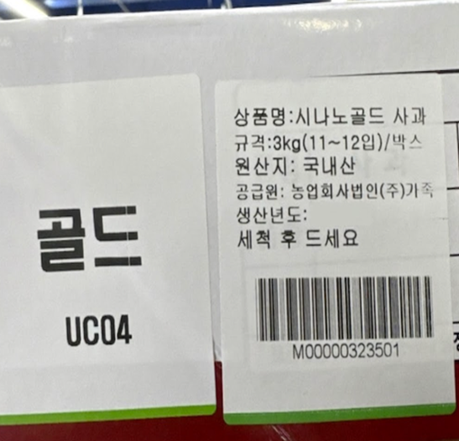 골드
UC04
상품명:시나노골드 사과
규격:3kg(11~12입)/박스
원산지: 국내산
공급원: 농업회사법인(주)가족
생산년도:
세척 후 드세요
M00000323501